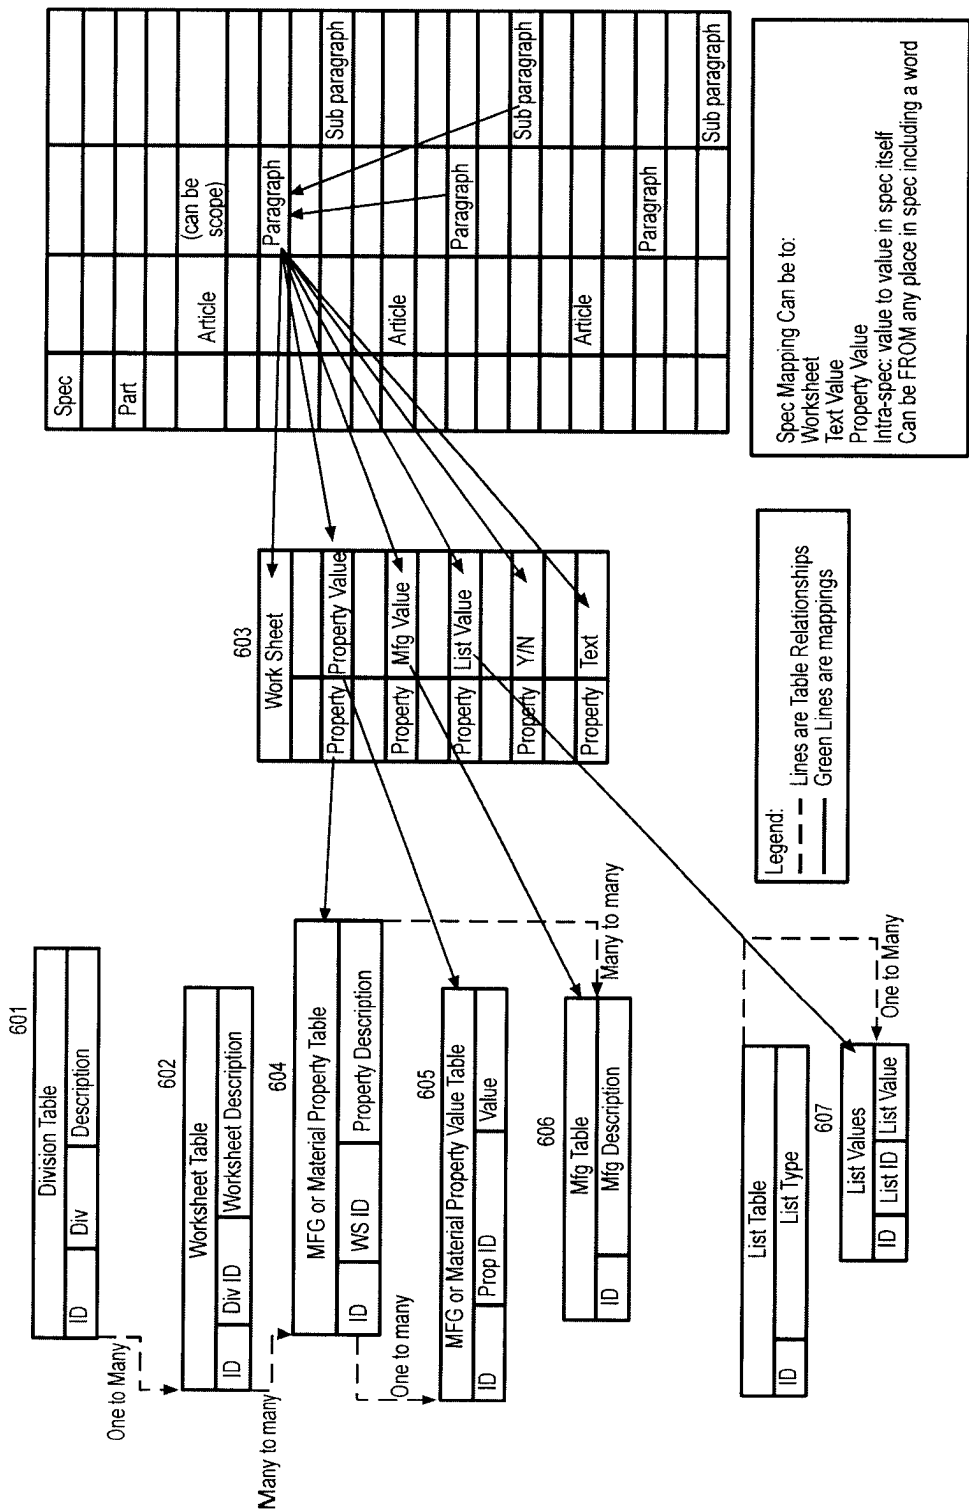 601
Division Table
ID Div Description
One to Many
602
Worksheet Table
ID Div ID Worksheet Description
Many to many
604
MFG or Material Property Table
ID WS ID Property Description
One to many
605
MFG or Material Property Value Table
ID Prop ID Value
606
Mfg Table
ID Mfg Description
Many to many
List Table
ID List Type
607
List Values
ID List ID List Value
One to Many
603
Work Sheet
Property Property Value
Property Mfg Value
Property List Value
Property Y/N
Property Text
Legend:
Lines are Table Relationships
Green Lines are mappings
Spec
Part
Article (can be
scope)
Paragraph
Sub paragraph
Article
Paragraph
Sub paragraph
Article
Paragraph
Sub paragraph
Spec Mapping Can be to:
Worksheet
Text Value
Property Value
Intra-spec: value to value in spec itself
Can be FROM any place in spec including a word